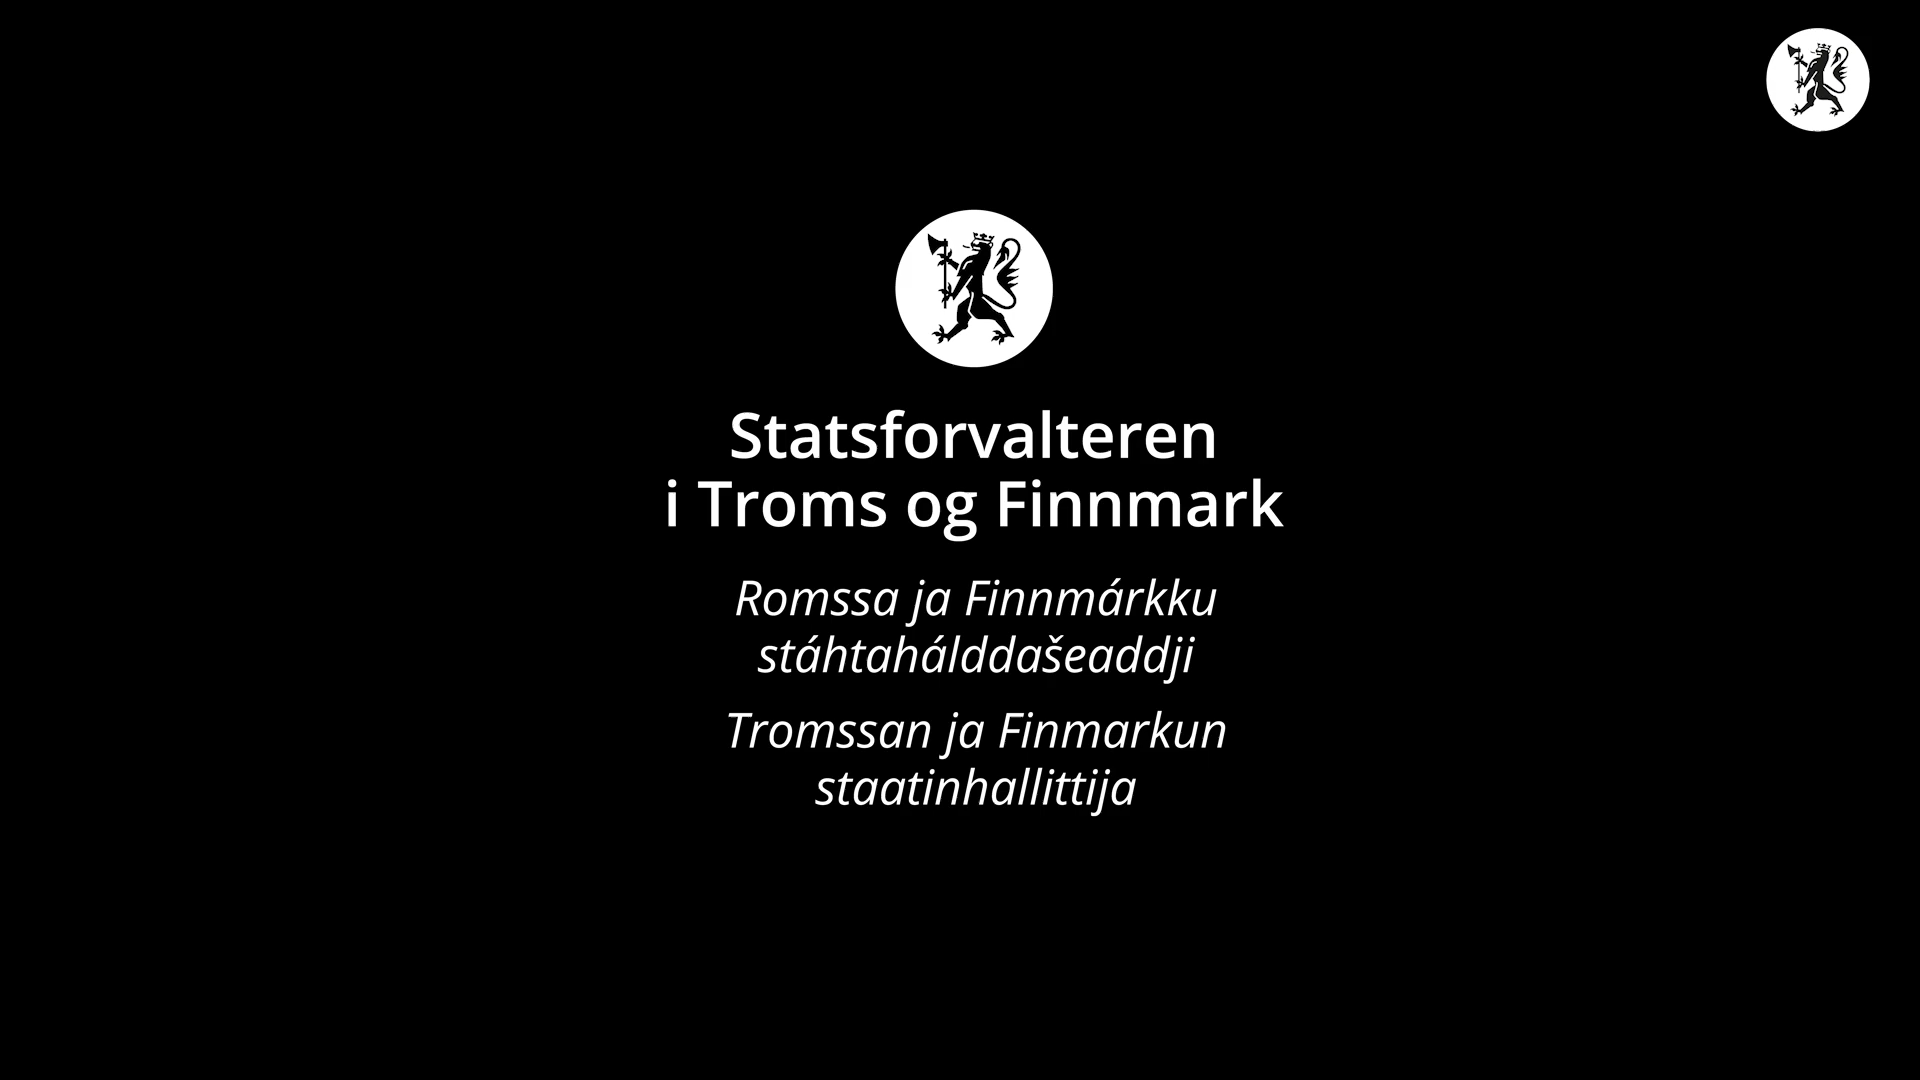 Statsforvalteren
i Troms og Finnmark
Romssa ja Finnmárkku
stáhtahálddašeaddji
Tromssan ja Finmarkun
staatinhallittija